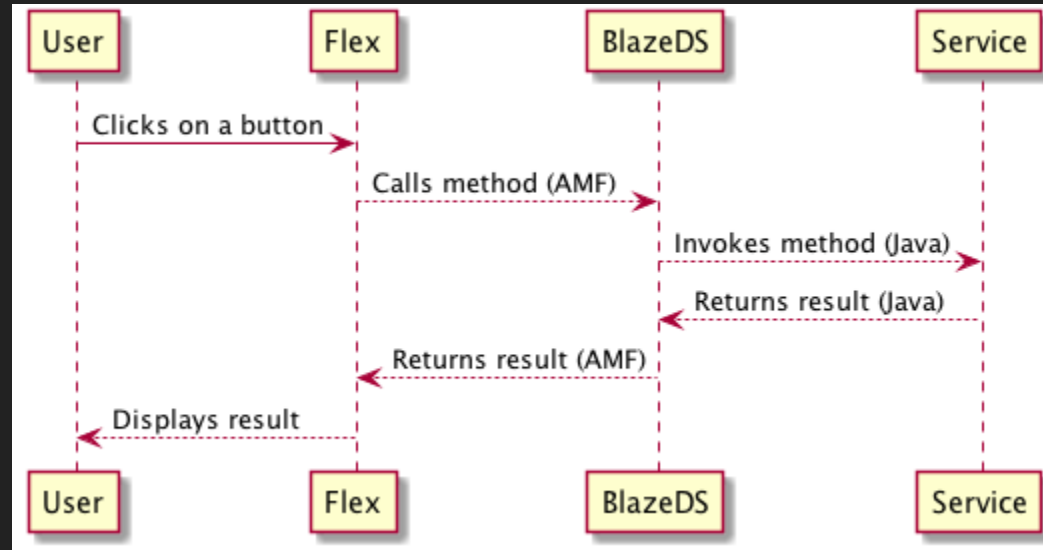 User
Flex
BlazeDS
Service
Clicks on a button
Calls method (AMF)
Invokes method (Java)
Returns result (Java)
Returns result (AMF)
Displays result
User
Flex
BlazeDS
Service